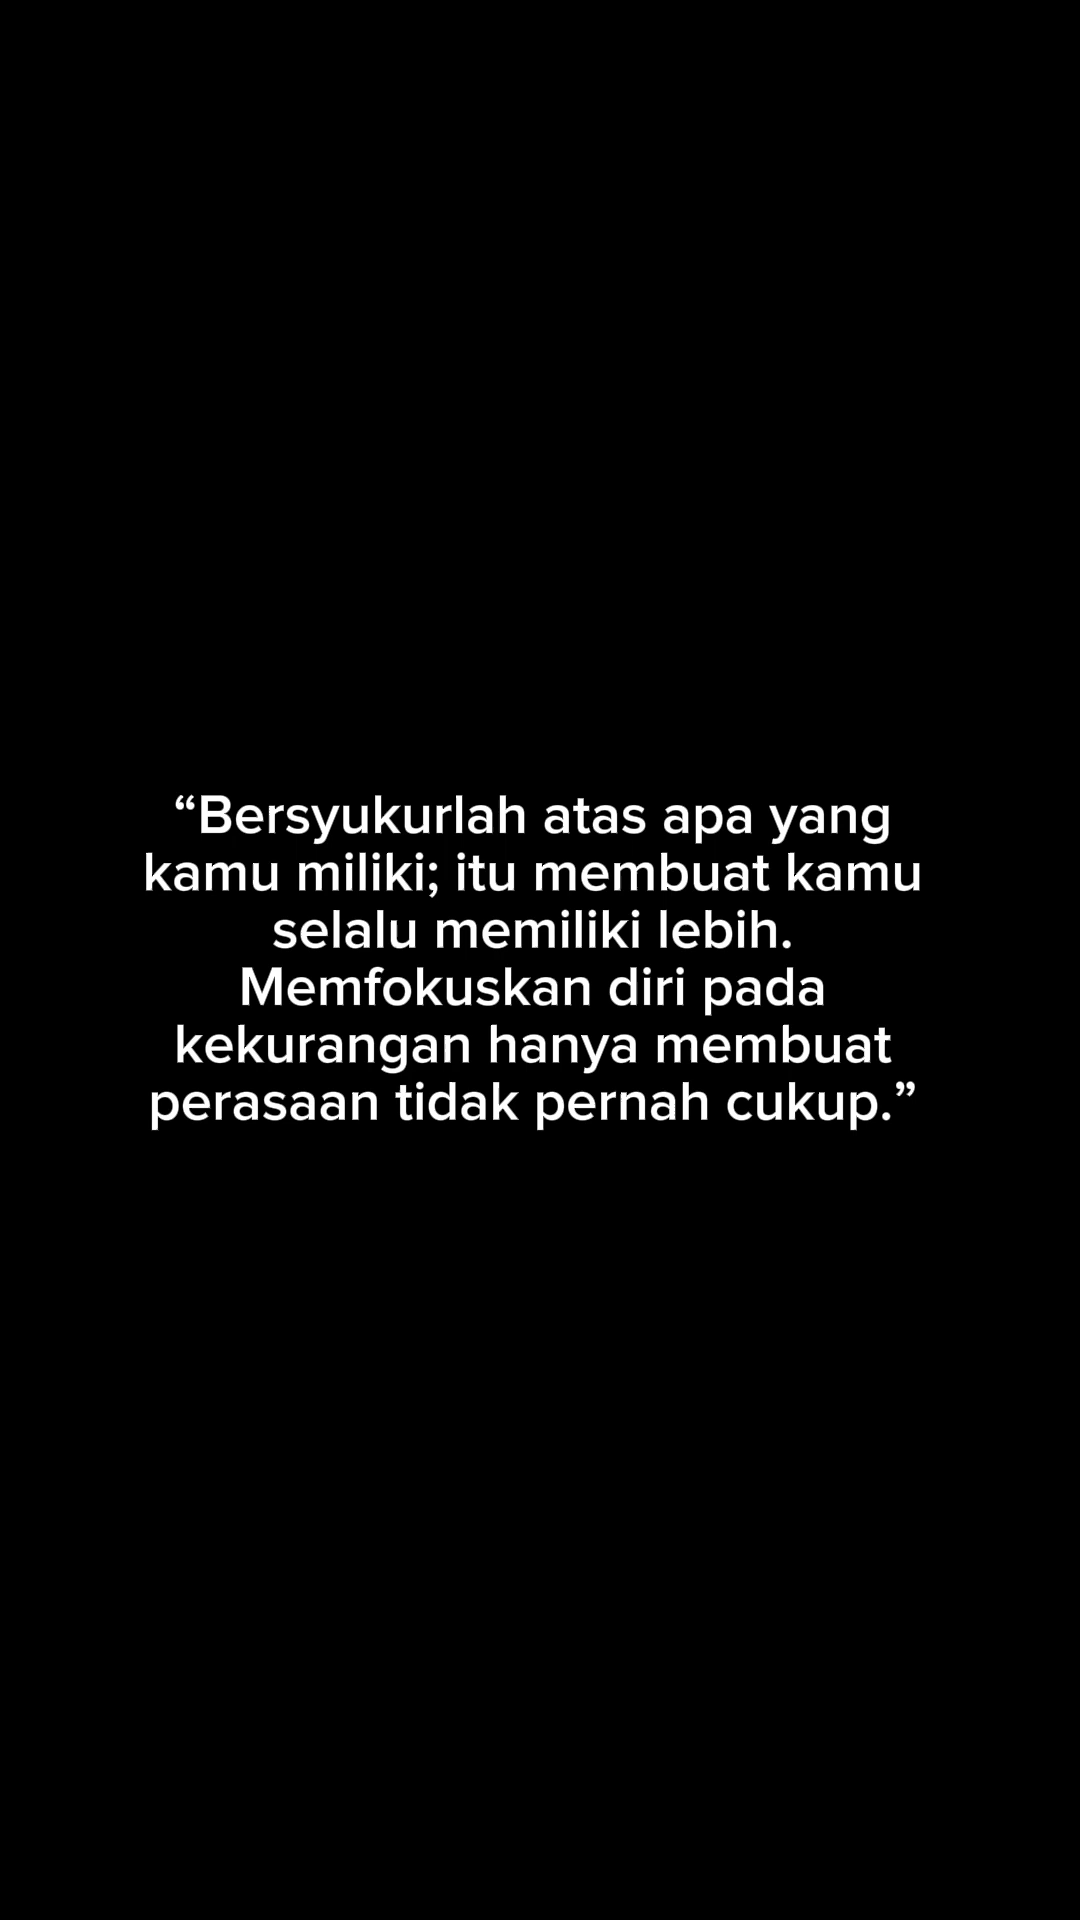 “Bersyukurlah atas apa yang
kamu miliki; itu membuat kamu
selalu memiliki lebih.
Memfokuskan diri pada
kekurangan hanya membuat
perasaan tidak pernah cukup.”